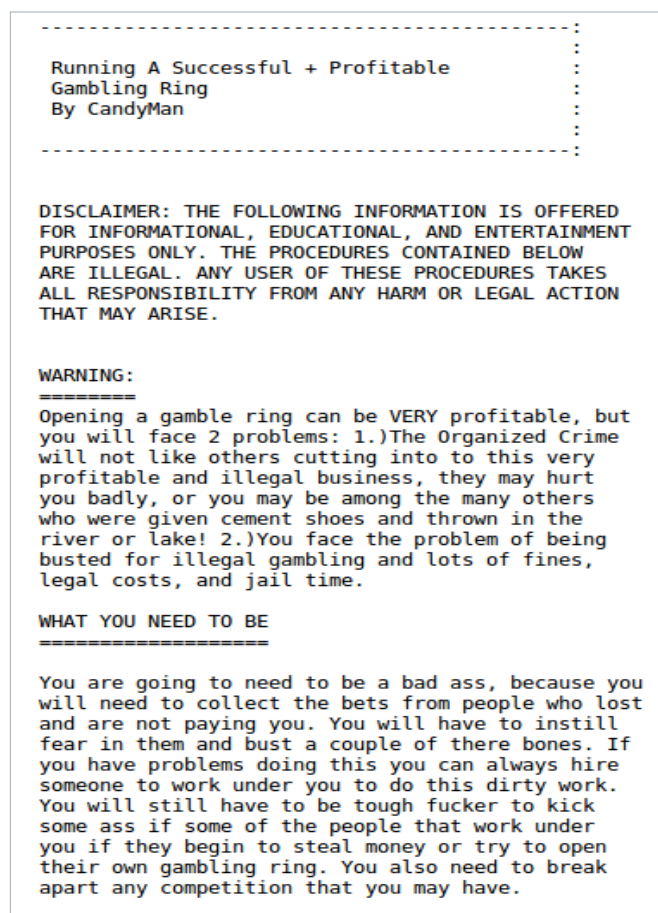 --------------------------------------------:
:
Running A Successful + Profitable :
Gambling Ring :
By CandyMan :
:
--------------------------------------------:
DISCLAIMER: THE FOLLOWING INFORMATION IS OFFERED
FOR INFORMATIONAL, EDUCATIONAL, AND ENTERTAINMENT
PURPOSES ONLY. THE PROCEDURES CONTAINED BELOW
ARE ILLEGAL. ANY USER OF THESE PROCEDURES TAKES
ALL RESPONSIBILITY FROM ANY HARM OR LEGAL ACTION
THAT MAY ARISE.
WARNING:
========
Opening a gamble ring can be VERY profitable, but
you will face 2 problems: 1.)The Organized Crime
will not like others cutting into to this very
profitable and illegal business, they may hurt
you badly, or you may be among the many others
who were given cement shoes and thrown in the
river or lake! 2.)You face the problem of being
busted for illegal gambling and lots of fines,
legal costs, and jail time.
WHAT YOU NEED TO BE
===================
You are going to need to be a bad ass, because you
will need to collect the bets from people who lost
and are not paying you. You will have to instill
fear in them and bust a couple of there bones. If
you have problems doing this you can always hire
someone to work under you to do this dirty work.
You will still have to be tough fucker to kick
some ass if some of the people that work under
you if they begin to steal money or try to open
their own gambling ring. You also need to break
apart any competition that you may have.